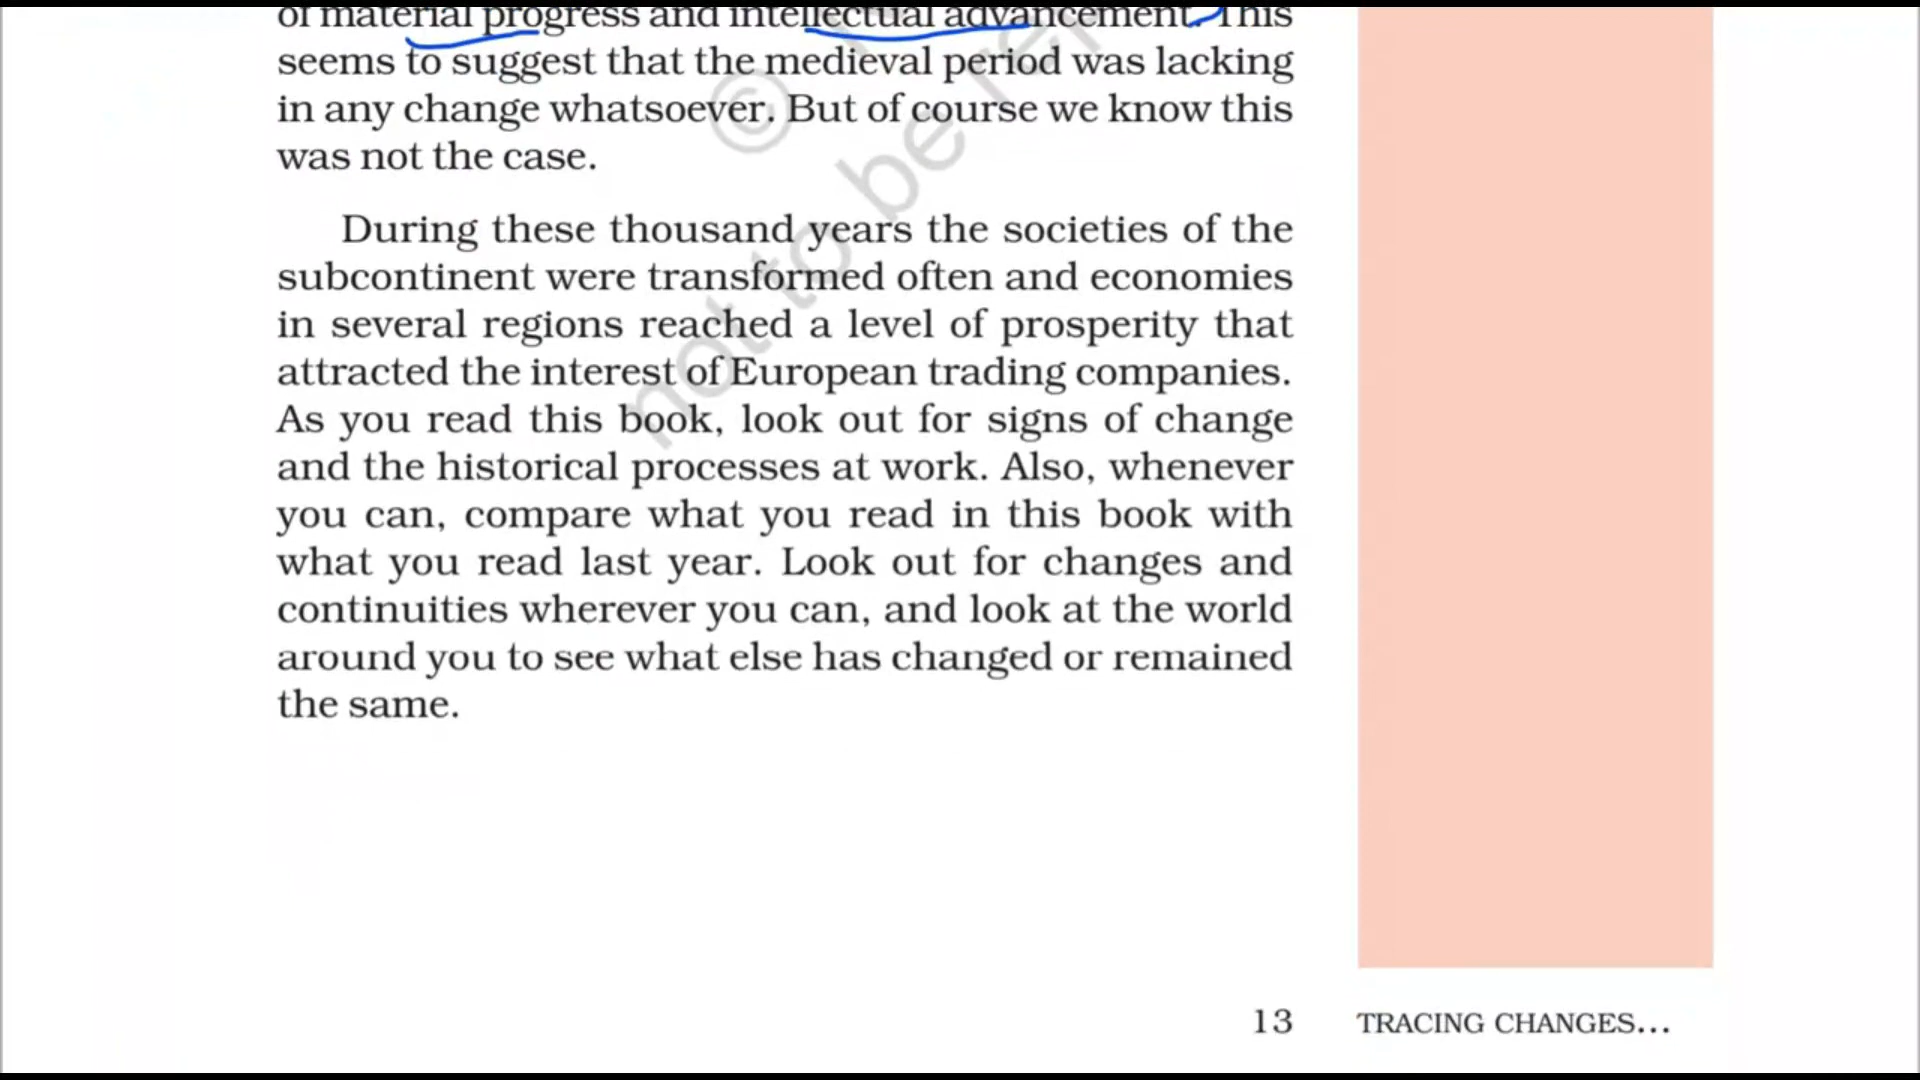 of material progress and intellectual advancement. This
seems to suggest that the medieval period was lacking
in any change whatsoever. But of course we know this
was not the case.
During these thousand years the societies of the
subcontinent were transformed often and economies
in several regions reached a level of prosperity that
attracted the interest of European trading companies.
As you read this book, look out for signs of change
and the historical processes at work. Also, whenever
you can, compare what you read in this book with
what you read last year. Look out for changes and
continuities wherever you can, and look at the world
around you to see what else has changed or remained
the same.
©
not to be
13 TRACING CHANGES...